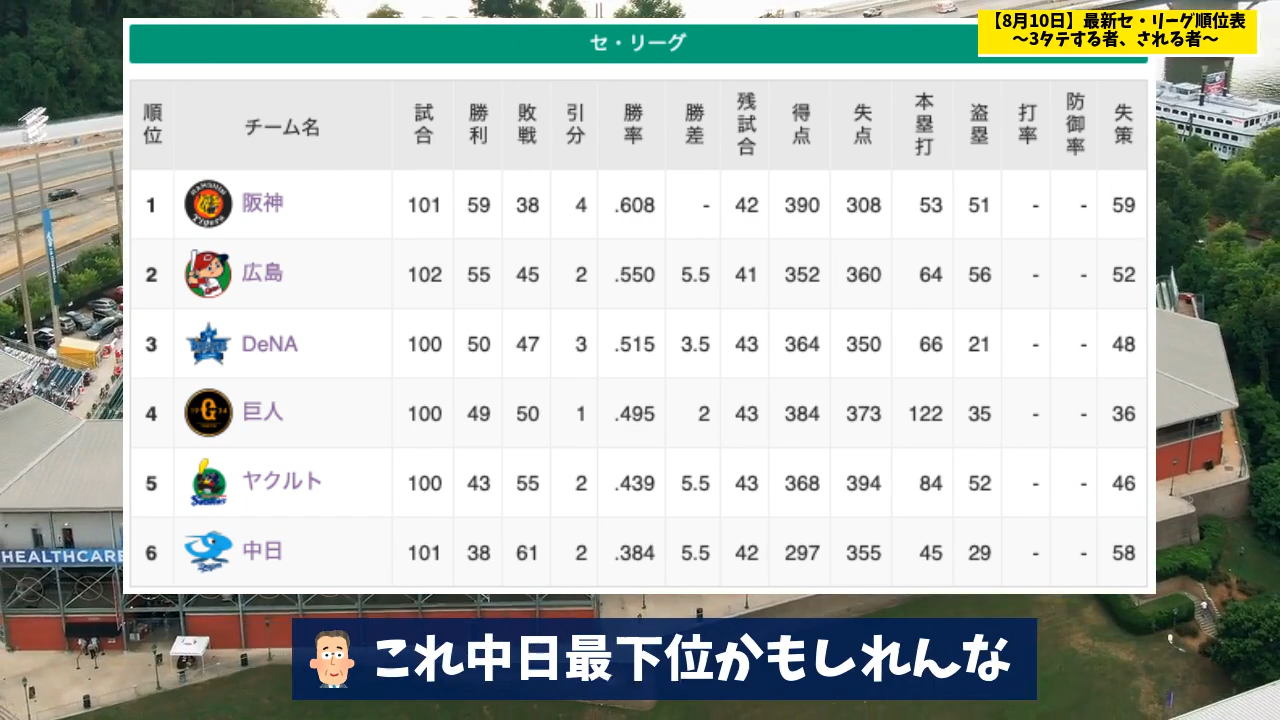 【8月10日】最新セ・リーグ順位表
～3タテする者、される者～
セ・リーグ
順位 チーム名 試合 勝利 敗戦 引分 勝率 勝差 残試合 得点 失点 本塁打 盗塁 打率 防御率 失策
1 阪神 101 59 38 4 .608 - 42 390 308 53 51 - - 59
2 広島 102 55 45 2 .550 5.5 41 352 360 64 56 - - 52
3 DeNA 100 50 47 3 .515 3.5 43 364 350 66 21 - - 48
4 巨人 100 49 50 1 .495 2 43 384 373 122 35 - - 36
5 ヤクルト 100 43 55 2 .439 5.5 43 368 394 84 52 - - 46
6 中日 101 38 61 2 .384 5.5 42 297 355 45 29 - - 58
HEALTHCARE
これ中日最下位かもしれんな